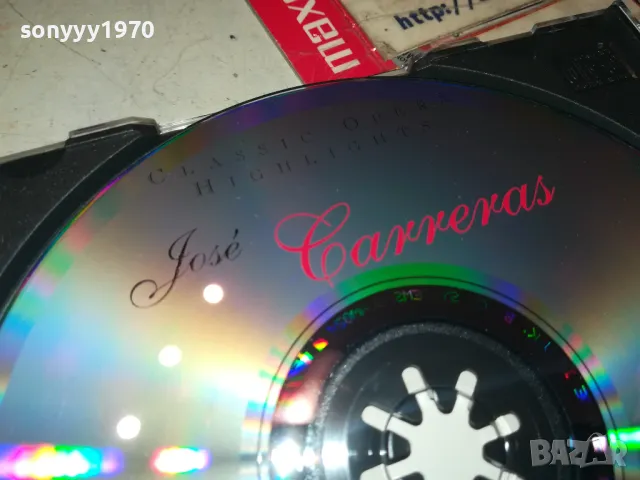 sonyyy1970
maxell
http://
CLASSIC OPERA
HIGHLIGHTS
José Carreras
BAZAR